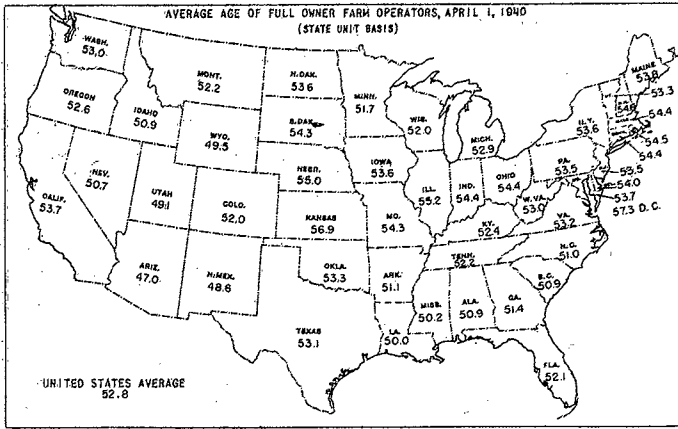 AVERAGE AGE OF FULL OWNER FARM OPERATORS, APRIL 1, 1940
(STATE UNIT BASIS)
WASH.
53.0
OREGON
52.6
CALIF.
53.7
NEV.
50.7
IDAHO
50.9
MONT.
52.2
WYO.
49.5
UTAH
49.1
COLO.
52.0
ARIZ.
47.0
N.MEX.
48.6
N.DAK.
53.6
S.DAK.
54.3
NEBR.
55.0
KANSAS
56.9
OKLA.
53.3
TEXAS
53.1
MINN.
51.7
IOWA
53.6
MO.
54.3
ARK.
51.1
LA.
50.0
WIS.
52.0
ILL.
55.2
MICH.
52.9
IND.
54.4
OHIO
54.4
KY.
52.4
TENN.
52.2
MISS.
50.2
ALA.
50.9
GA.
51.4
FLA.
52.1
S.C.
50.9
N.C.
51.0
VA.
53.2
W.VA.
53.0
PA.
53.5
N.Y.
53.6
MAINE
53.8
53.3
54.4
54.5
54.4
53.5
54.0
53.7
57.3 D.C.
UNITED STATES AVERAGE
52.8